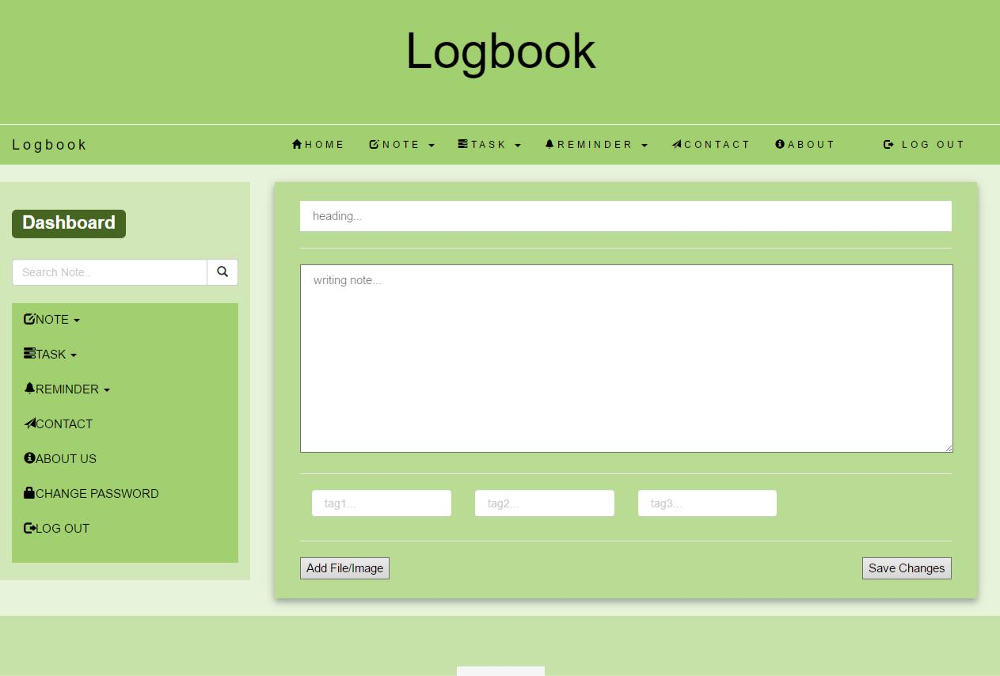 Logbook
Logbook HOME NOTE TASK REMINDER CONTACT ABOUT LOG OUT
Dashboard
Search Note..
NOTE
TASK
REMINDER
CONTACT
ABOUT US
CHANGE PASSWORD
LOG OUT
heading...
writing note...
tag1... tag2... tag3...
Add File/Image Save Changes